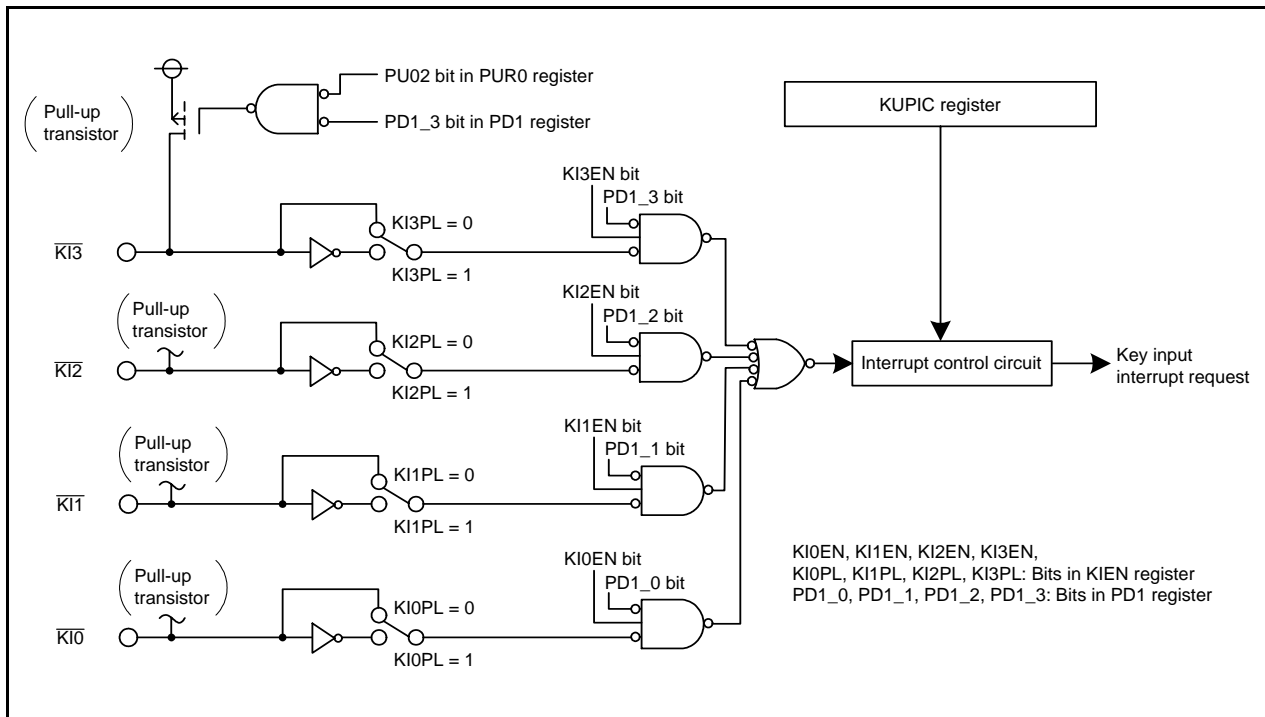 PU02 bit in PUR0 register
Pull-up
transistor
PD1_3 bit in PD1 register
KUPIC register
KI3EN bit
PD1_3 bit
KI3PL = 0
KI3
KI3PL = 1
Pull-up
transistor
KI2EN bit
PD1_2 bit
KI2PL = 0
KI2
KI2PL = 1
Interrupt control circuit
Key input
interrupt request
Pull-up
transistor
KI1EN bit
PD1_1 bit
KI1PL = 0
KI1
KI1PL = 1
Pull-up
transistor
KI0EN bit
PD1_0 bit
KI0PL = 0
KI0
KI0PL = 1
KI0EN, KI1EN, KI2EN, KI3EN,
KI0PL, KI1PL, KI2PL, KI3PL: Bits in KIEN register
PD1_0, PD1_1, PD1_2, PD1_3: Bits in PD1 register